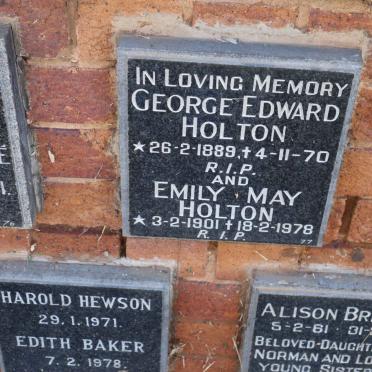 IN LOVING MEMORY
GEORGE EDWARD
HOLTON
★26-2-1889.✝4-11-70
R.I.P.
AND
EMILY MAY
HOLTON
★3-2-1901 ✝18-2-1978
R.I.P. 77
HAROLD HEWSON
29.1.1971.
EDITH BAKER
7.2.1978.
ALISON
5-2-61
BELOVED
NORMAN AND
YOUNG